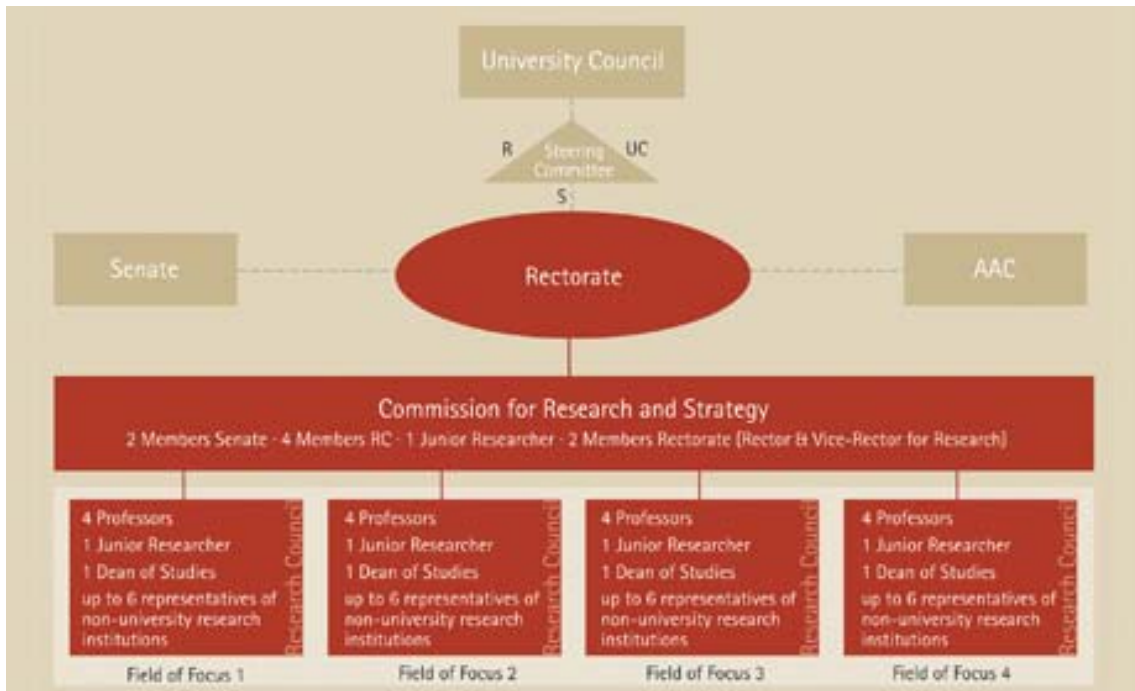 University Council
R
UC
Steering
Committee
S
Senate
Rectorate
AAC
Commission for Research and Strategy
2 Members Senate · 4 Members RC · 1 Junior Researcher · 2 Members Rectorate (Rector & Vice-Rector for Research)
4 Professors
1 Junior Researcher
1 Dean of Studies
up to 6 representatives of
non-university research
institutions
Research Council
Field of Focus 1
4 Professors
1 Junior Researcher
1 Dean of Studies
up to 6 representatives of
non-university research
institutions
Research Council
Field of Focus 2
4 Professors
1 Junior Researcher
1 Dean of Studies
up to 6 representatives of
non-university research
institutions
Research Council
Field of Focus 3
4 Professors
1 Junior Researcher
1 Dean of Studies
up to 6 representatives of
non-university research
institutions
Research Council
Field of Focus 4